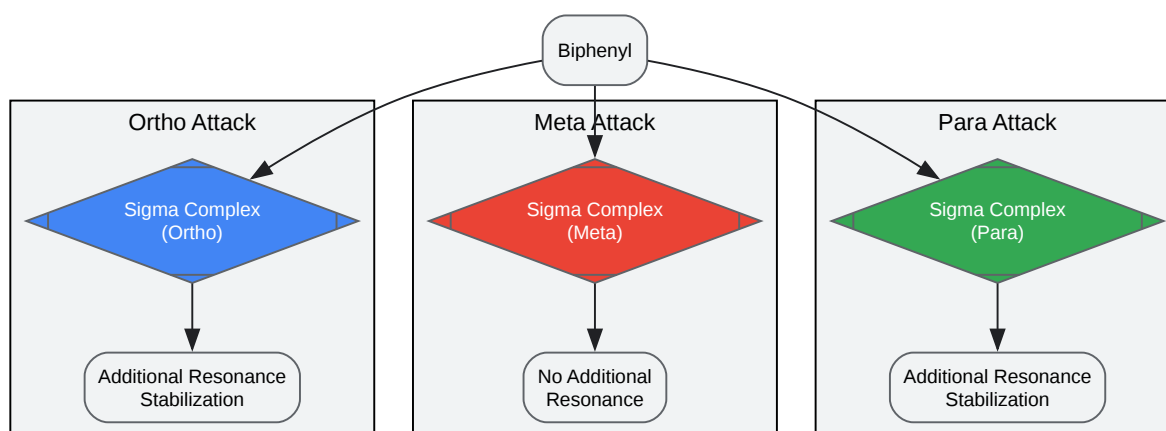 Biphenyl
Ortho Attack
Meta Attack
Para Attack
Sigma Complex
(Ortho)
Sigma Complex
(Meta)
Sigma Complex
(Para)
Additional Resonance
Stabilization
No Additional
Resonance
Additional Resonance
Stabilization